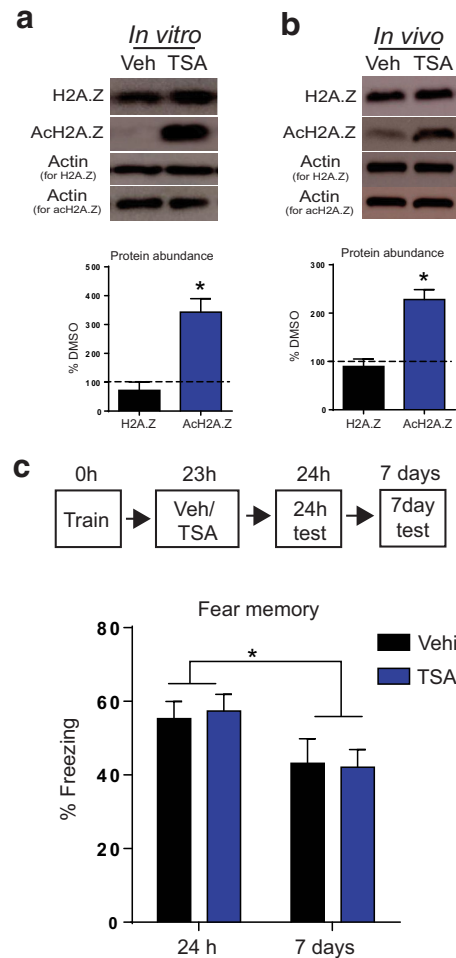 a
In vitro
Veh TSA
H2A.Z
AcH2A.Z
Actin
(for H2A.Z)
Actin
(for acH2A.Z)
Protein abundance
% DMSO
500
400
300
200
100
0
*
H2A.Z AcH2A.Z
b
In vivo
Veh TSA
H2A.Z
AcH2A.Z
Actin
(for H2A.Z)
Actin
(for acH2A.Z)
Protein abundance
% DMSO
300
200
100
0
*
H2A.Z AcH2A.Z
c
0h 23h 24h 7 days
Train
Veh/
TSA
24h
test
7day
test
Fear memory
Vehi
TSA
% Freezing
80
60
40
20
0
*
24 h 7 days